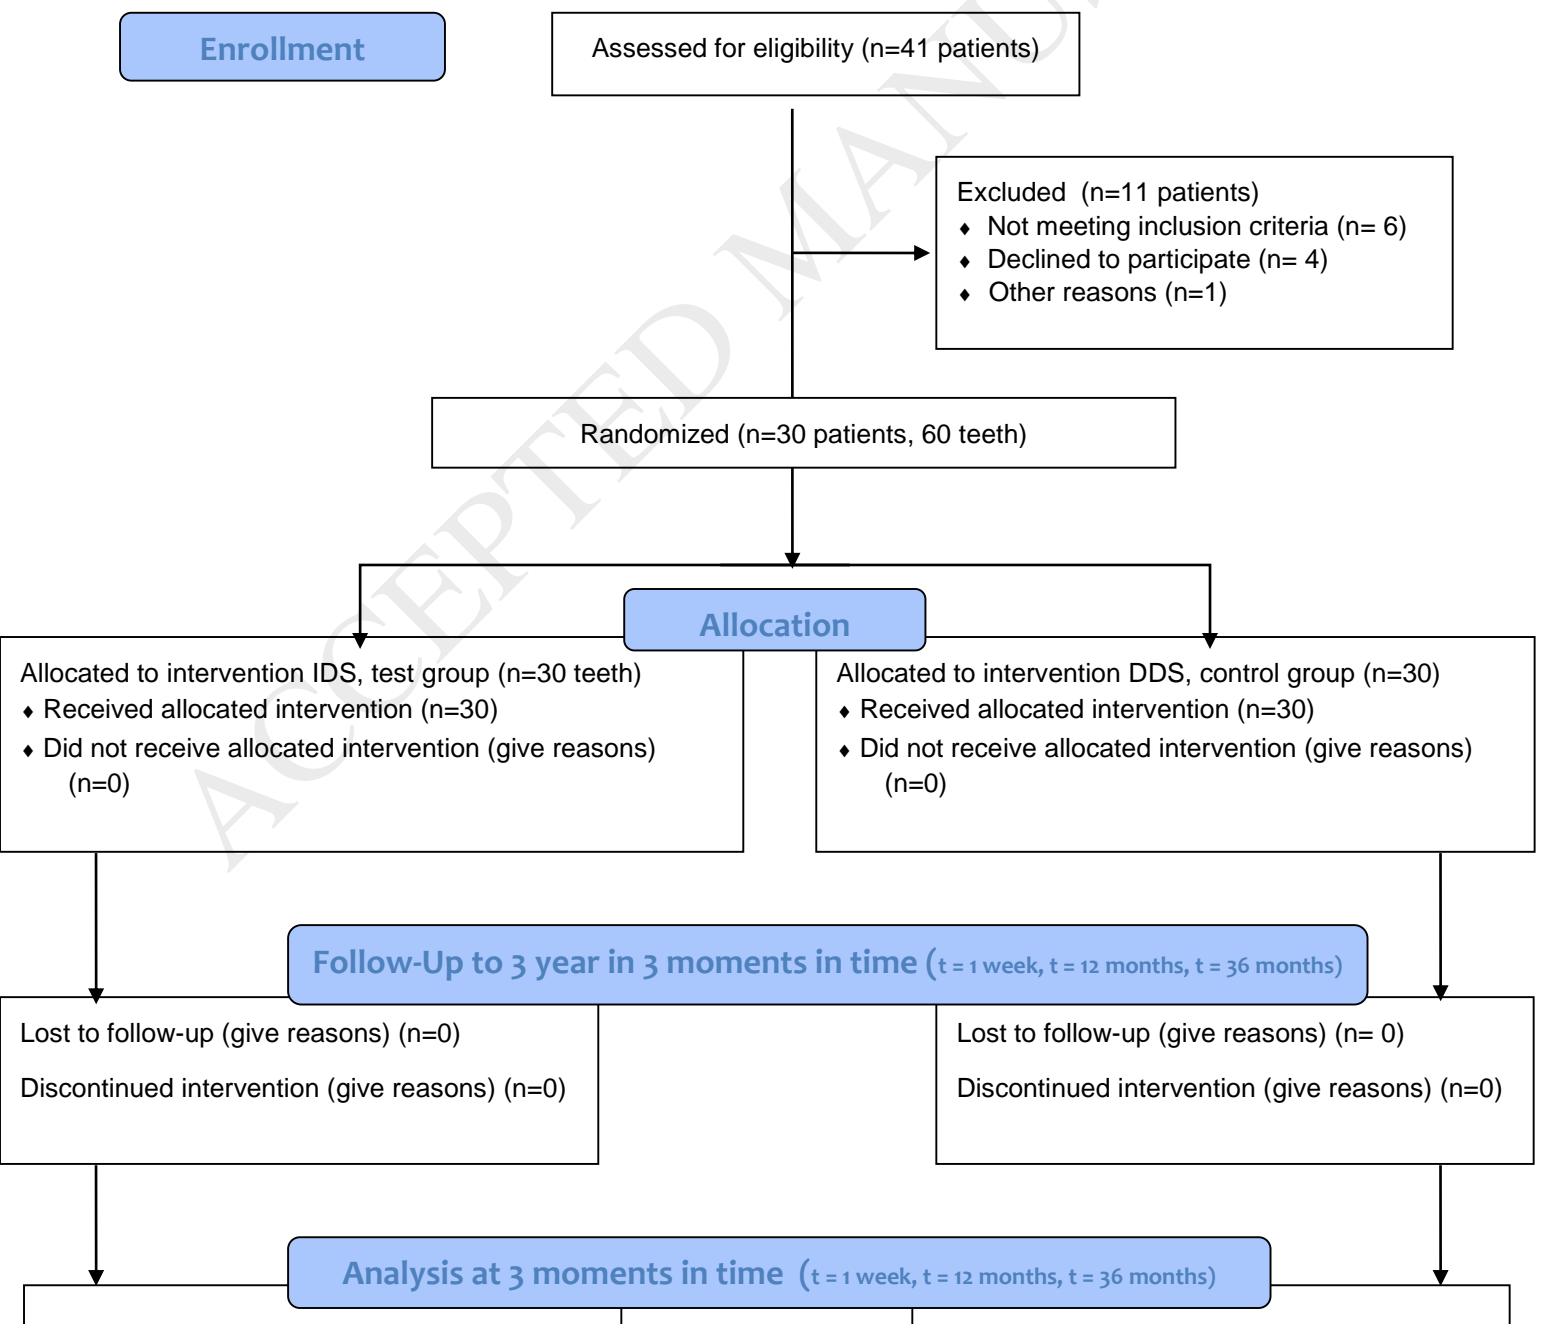 Enrollment
Assessed for eligibility (n=41 patients)
Excluded (n=11 patients)
♦ Not meeting inclusion criteria (n= 6)
♦ Declined to participate (n= 4)
♦ Other reasons (n=1)
Randomized (n=30 patients, 60 teeth)
Allocation
Allocated to intervention IDS, test group (n=30 teeth)
♦ Received allocated intervention (n=30)
♦ Did not receive allocated intervention (give reasons)
(n=0)
Allocated to intervention DDS, control group (n=30)
♦ Received allocated intervention (n=30)
♦ Did not receive allocated intervention (give reasons)
(n=0)
Follow-Up to 3 year in 3 moments in time (t = 1 week, t = 12 months, t = 36 months)
Lost to follow-up (give reasons) (n=0)
Discontinued intervention (give reasons) (n=0)
Lost to follow-up (give reasons) (n= 0)
Discontinued intervention (give reasons) (n=0)
Analysis at 3 moments in time (t = 1 week, t = 12 months, t = 36 months)
ACCEPTED MANU